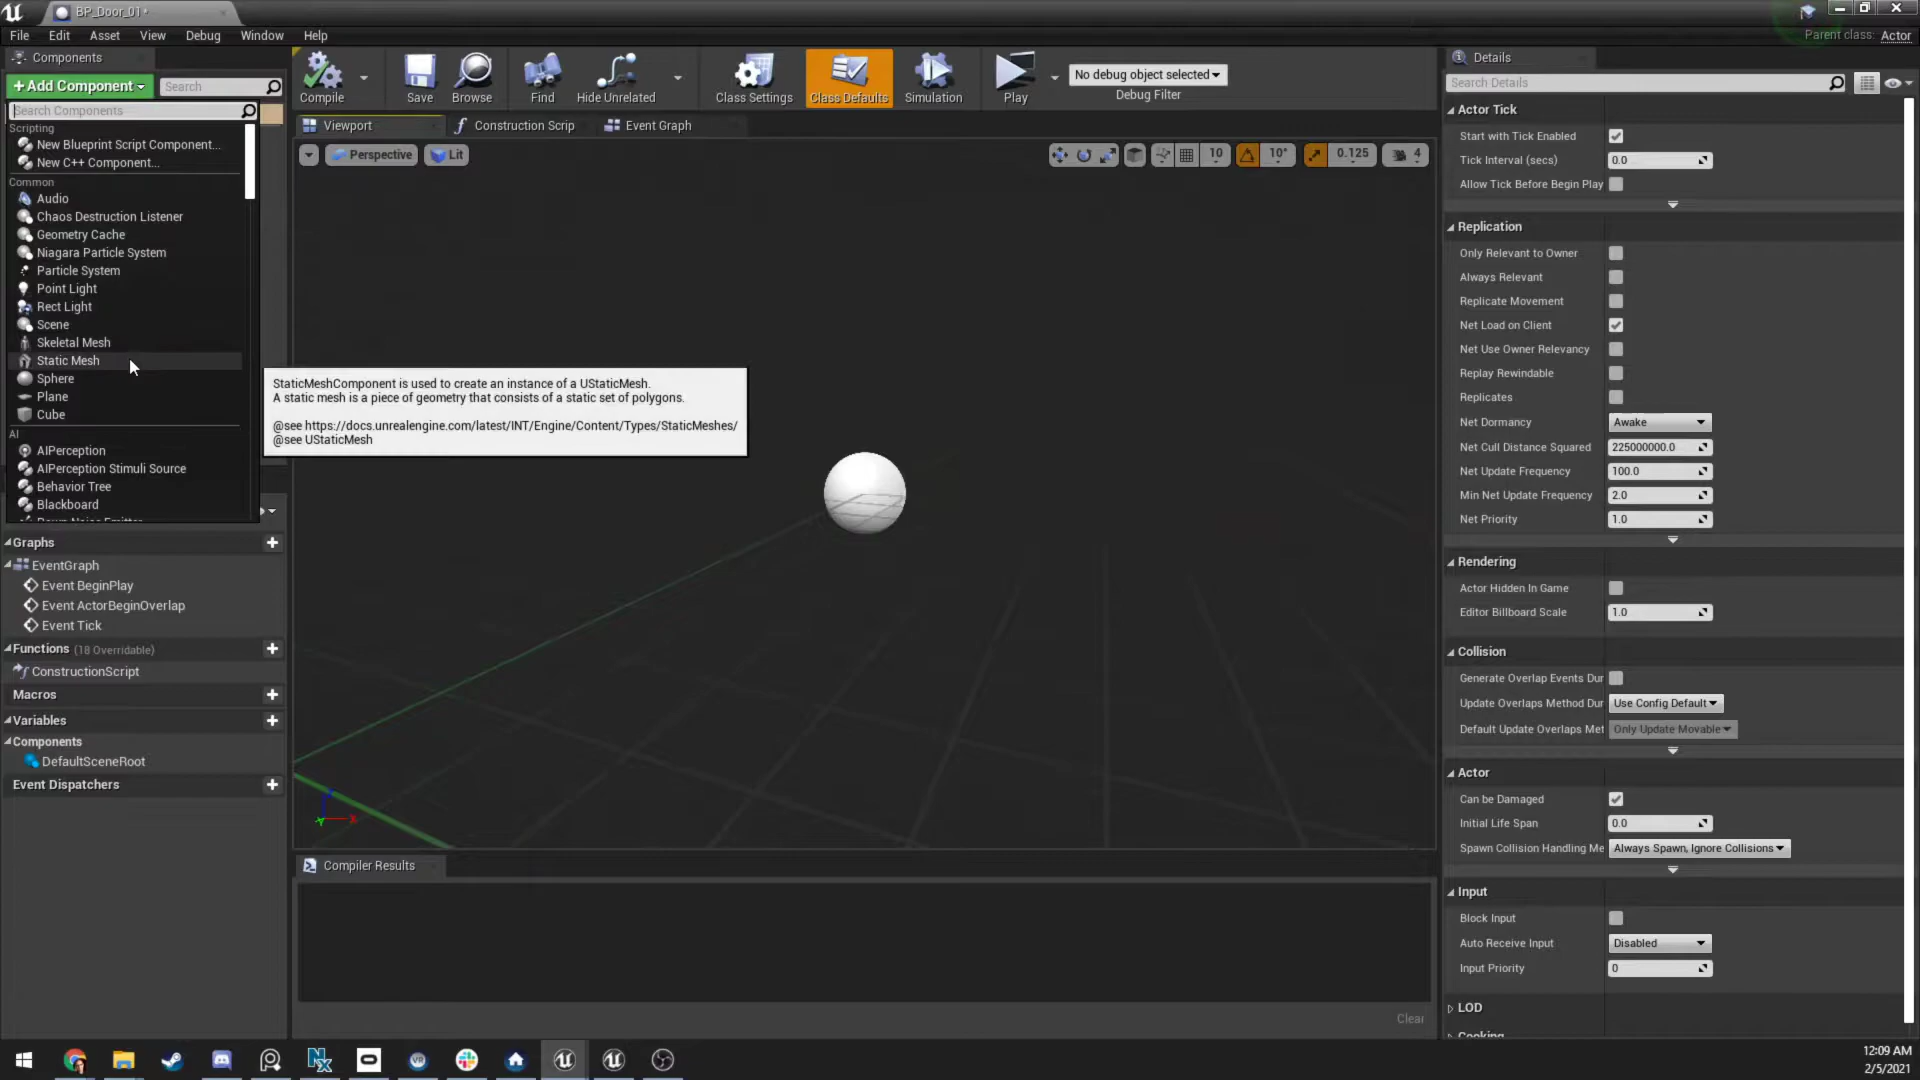 BP_Door_01*
File Edit Asset View Debug Window Help
Parent class: Actor
Components
+Add Component
Search
Search Components
Scripting
New Blueprint Script Component...
New C++ Component...
Common
Audio
Chaos Destruction Listener
Geometry Cache
Niagara Particle System
Particle System
Point Light
Rect Light
Scene
Skeletal Mesh
Static Mesh
Sphere
Plane
Cube
AI
AIPerception
AIPerception Stimuli Source
Behavior Tree
Blackboard
Pawn Noise Emitter
Graphs
EventGraph
Event BeginPlay
Event ActorBeginOverlap
Event Tick
Functions (18 Overridable)
ConstructionScript
Macros
Variables
Components
DefaultSceneRoot
Event Dispatchers
Compile Save Browse Find Hide Unrelated Class Settings Class Defaults Simulation Play
No debug object selected
Debug Filter
Viewport Construction Scrip Event Graph
Perspective Lit
10 10° 0.125 4
StaticMeshComponent is used to create an instance of a UStaticMesh.
A static mesh is a piece of geometry that consists of a static set of polygons.
@see https://docs.unrealengine.com/latest/INT/Engine/Content/Types/StaticMeshes/
@see UStaticMesh
X
Y
Compiler Results
Clear
Details
Search Details
Actor Tick
Start with Tick Enabled
Tick Interval (secs) 0.0
Allow Tick Before Begin Play
Replication
Only Relevant to Owner
Always Relevant
Replicate Movement
Net Load on Client
Net Use Owner Relevancy
Replay Rewindable
Replicates
Net Dormancy Awake
Net Cull Distance Squared 225000000.0
Net Update Frequency 100.0
Min Net Update Frequency 2.0
Net Priority 1.0
Rendering
Actor Hidden In Game
Editor Billboard Scale 1.0
Collision
Generate Overlap Events Dur
Update Overlaps Method Dur Use Config Default
Default Update Overlaps Met Only Update Movable
Actor
Can be Damaged
Initial Life Span 0.0
Spawn Collision Handling Me Always Spawn, Ignore Collisions
Input
Block Input
Auto Receive Input Disabled
Input Priority 0
LOD
Cooking
12:09 AM
2/5/2021